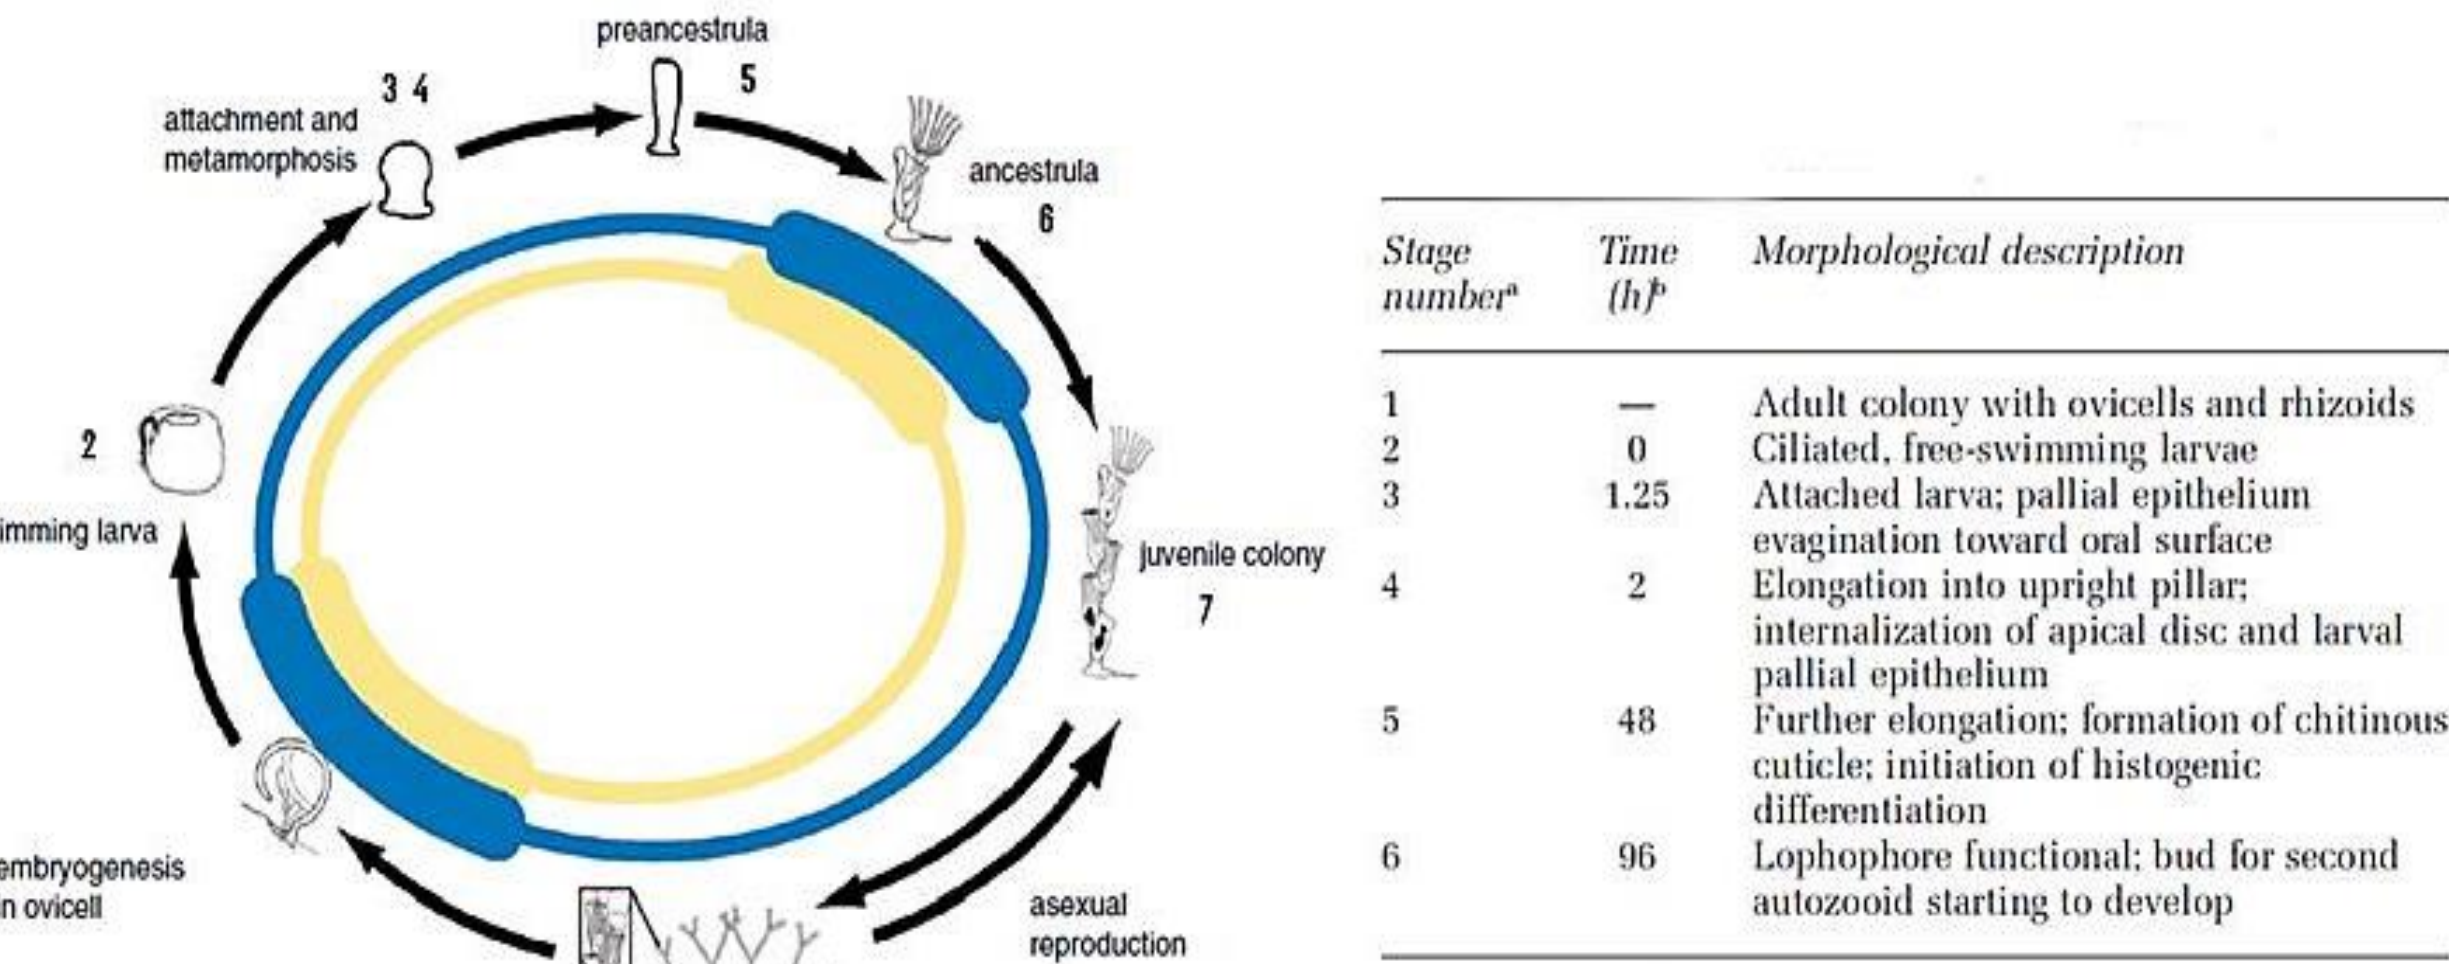 preancestrula
5
3 4
attachment and
metamorphosis
ancestrula
6
2
imming larva
juvenile colony
7
embryogenesis
n ovicell
asexual
reproduction
Stage Time Morphological description
numberᵃ (h)ᵇ
1 — Adult colony with ovicells and rhizoids
2 0 Ciliated, free-swimming larvae
3 1.25 Attached larva; pallial epithelium
evagination toward oral surface
4 2 Elongation into upright pillar;
internalization of apical disc and larval
pallial epithelium
5 48 Further elongation; formation of chitinous
cuticle; initiation of histogenic
differentiation
6 96 Lophophore functional; bud for second
autozooid starting to develop